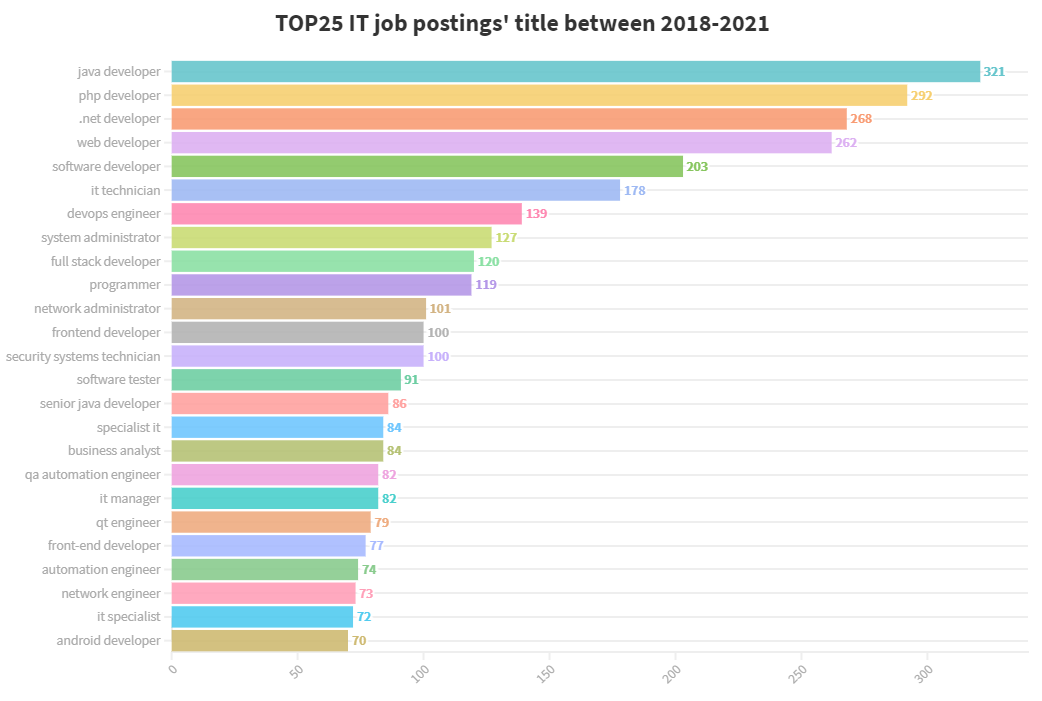 TOP25 IT job postings' title between 2018-2021
java developer 321
php developer 292
.net developer 268
web developer 262
software developer 203
it technician 178
devops engineer 139
system administrator 127
full stack developer 120
programmer 119
network administrator 101
frontend developer 100
security systems technician 100
software tester 91
senior java developer 86
specialist it 84
business analyst 84
qa automation engineer 82
it manager 82
qt engineer 79
front-end developer 77
automation engineer 74
network engineer 73
it specialist 72
android developer 70
0 50 100 150 200 250 300